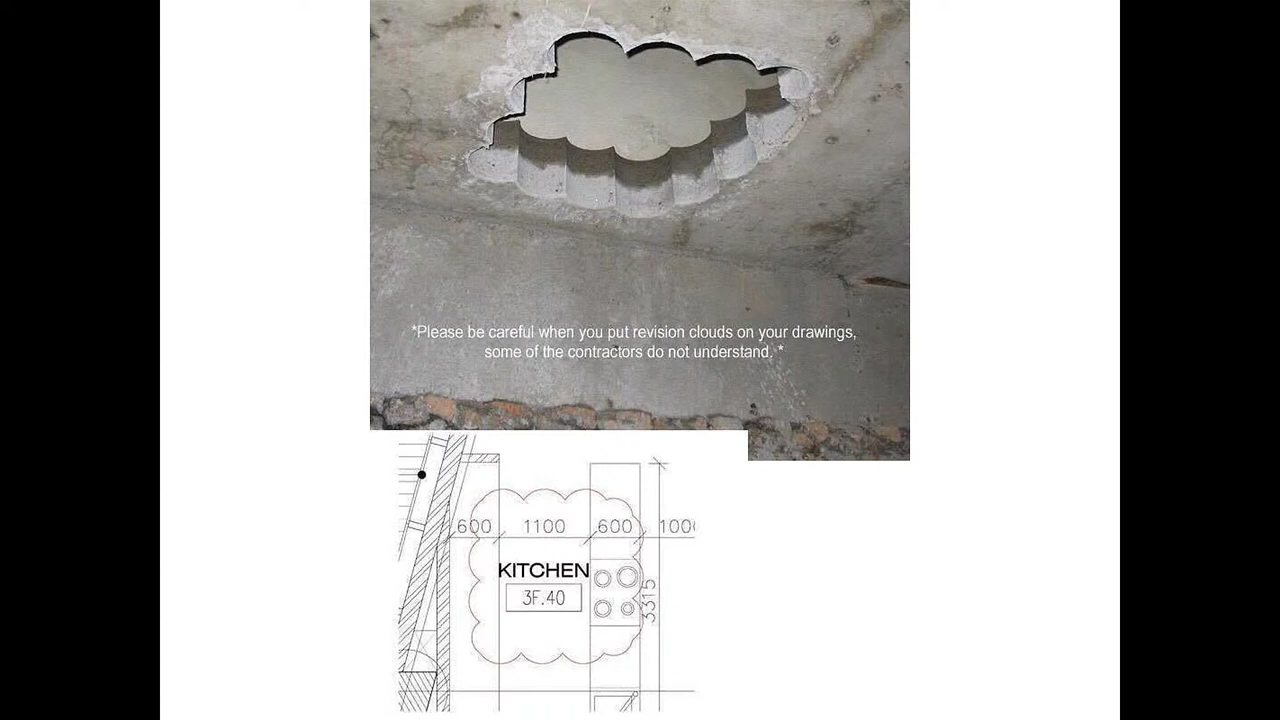 *Please be careful when you put revision clouds on your drawings,
some of the contractors do not understand. *
600 1100 600 100
KITCHEN
3F.40
3315